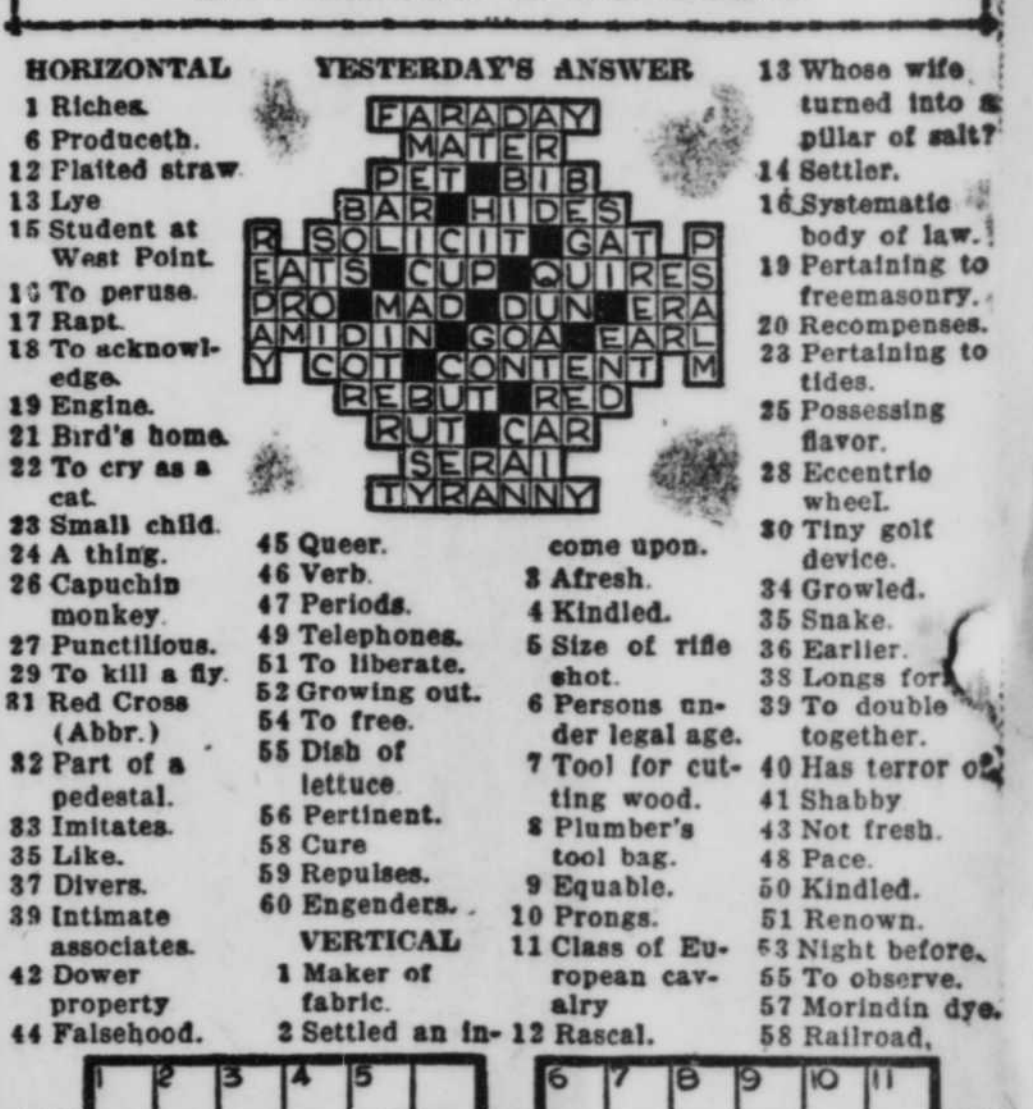 HORIZONTAL
1 Riches.
6 Produceth.
12 Plaited straw
13 Lye
15 Student at
West Point.
16 To peruse.
17 Rapt.
18 To acknowl-
edge.
19 Engine.
21 Bird's home.
22 To cry as a
cat.
23 Small child.
24 A thing.
26 Capuchin
monkey.
27 Punctilious.
29 To kill a fly.
31 Red Cross
(Abbr.)
32 Part of a
pedestal.
33 Imitates.
35 Like.
37 Divers.
39 Intimate
associates.
42 Dower
property
44 Falsehood.
YESTERDAY'S ANSWER
FARADAY
MATER
PET BIB
BAR HIDES
R SOLICIT GAT P
EATS CUP QUIRES
PRO MAD DUN ERA
AMIDIN GOA EARL
Y COT CONTENT M
REBUT RED
RUT CAR
SERAI
TYRANNY
45 Queer.
46 Verb.
47 Periods.
49 Telephones.
51 To liberate.
52 Growing out.
54 To free.
55 Dish of
lettuce.
56 Pertinent.
58 Cure
59 Repulses.
60 Engenders.
VERTICAL
1 Maker of
fabric.
2 Settled an in-
come upon.
3 Afresh.
4 Kindled.
5 Size of rifle
shot.
6 Persons un-
der legal age.
7 Tool for cut-
ting wood.
8 Plumber's
tool bag.
9 Equable.
10 Prongs.
11 Class of Eu-
ropean cav-
alry
12 Rascal.
13 Whose wife
turned into a
pillar of salt?
14 Settler.
16 Systematic
body of law.
19 Pertaining to
freemasonry.
20 Recompenses.
23 Pertaining to
tides.
25 Possessing
flavor.
28 Eccentric
wheel.
30 Tiny golf
device.
34 Growled.
35 Snake.
36 Earlier.
38 Longs for
39 To double
together.
40 Has terror of
41 Shabby
43 Not fresh.
48 Pace.
50 Kindled.
51 Renown.
53 Night before.
55 To observe.
57 Morindin dye.
58 Railroad.
1 2 3 4 5 6 7 8 9 10 11